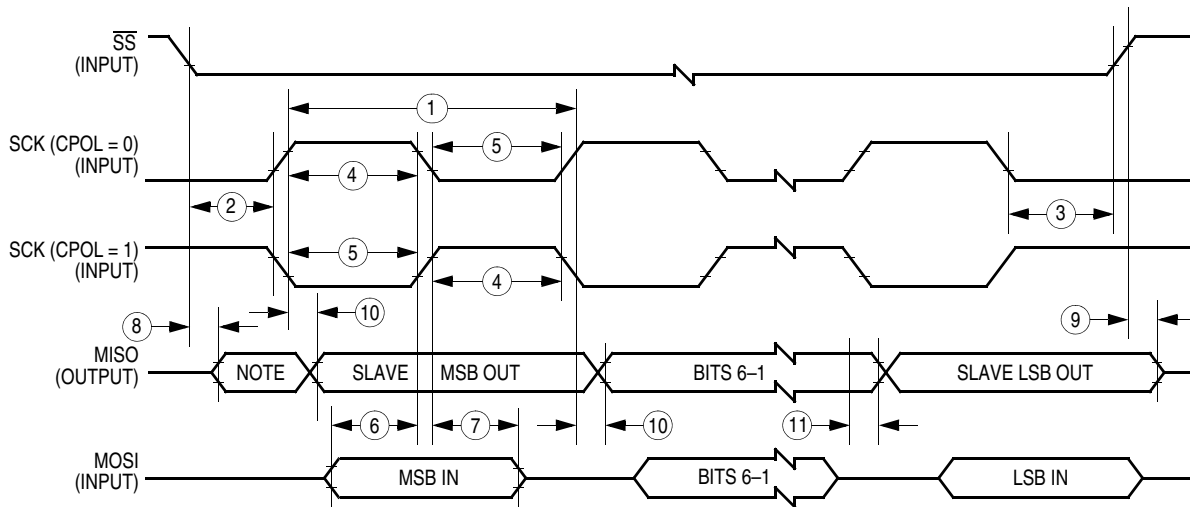 SS
(INPUT)
1
SCK (CPOL = 0)
(INPUT)
5
4
2
3
SCK (CPOL = 1)
(INPUT)
5
4
8
10
9
MISO
(OUTPUT)
NOTE
SLAVE MSB OUT
BITS 6–1
SLAVE LSB OUT
6
7
10
11
MOSI
(INPUT)
MSB IN
BITS 6–1
LSB IN